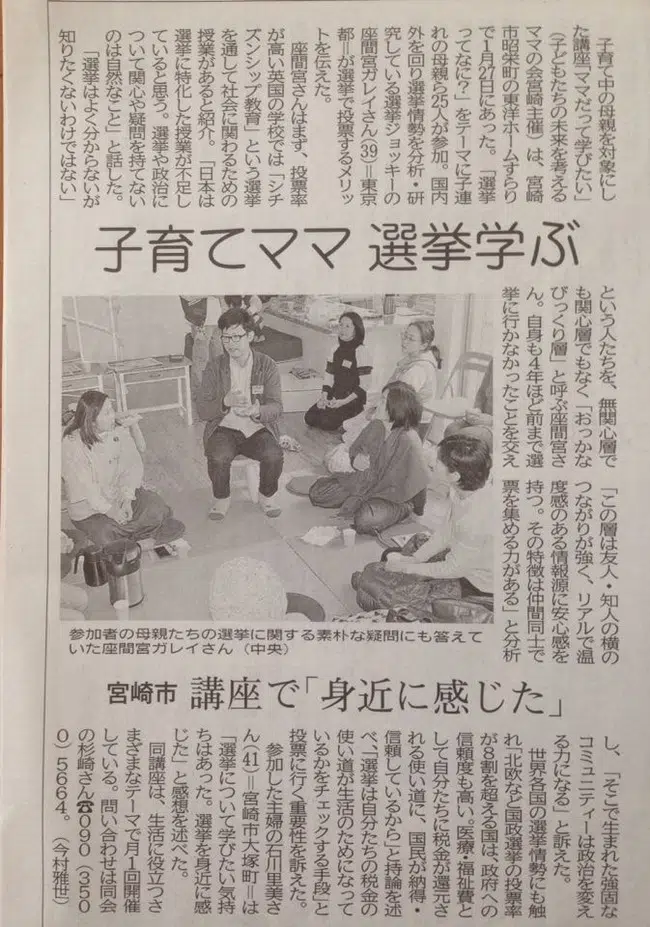 子育て中の母親を対象にし
た講座「ママだって学びたい」
(子どもたちの未来を考える
ママの会宮崎主催)は、宮崎
市昭栄町の東洋ホームすらり
で1月27日にあった。「選挙
ってなに?」をテーマに子連
れの母親ら25人が参加。国内
外を回り選挙情勢を分析・研
究している選挙ジョッキーの
座間宮ガレイさん(39)=東京
都=が選挙で投票するメリッ
トを伝えた。
座間宮さんはまず、投票率
が高い英国の学校では「シチ
ズンシップ教育」という選挙
を通して社会に関わるための
授業があると紹介。「日本は
選挙に特化した授業が不足し
ていると思う。選挙や政治に
ついて関心や疑問を持てない
のは自然なこと」と話した。
「選挙はよく分からないが
知りたくないわけではない」
子育てママ 選挙学ぶ
という人たちを、無関心層で
も関心層でもなく「おっかな
びっくり層」と呼ぶ座間宮さ
ん。自身も4年ほど前まで選
挙に行かなかったことを交え
「この層は友人・知人の横の
つながりが強く、リアルで温
度感のある情報源に安心感を
持つ。その特徴は仲間同士で
票を集める力がある」と分析
参加者の母親たちの選挙に関する素朴な疑問にも答えて
いた座間宮ガレイさん(中央)
宮崎市 講座で「身近に感じた」
し、「そこで生まれた強固な
コミュニティーは政治を変え
る力になる」と訴えた。
世界各国の選挙情勢にも触
れ「北欧など国政選挙の投票率
が8割を超える国は、政府への
信頼度も高い。医療・福祉費と
して自分たちに税金が還元さ
れる使い道に、国民が納得・
信頼しているから」と持論を述
べ、「選挙は自分たちの税金の
使い道が生活のためになって
いるかをチェックする手段」と
投票に行く重要性を訴えた。
参加した主婦の石川里美さ
ん(41)=宮崎市大塚町=は
「選挙について学びたい気持
ちはあった。選挙を身近に感
じた」と感想を述べた。
同講座は、生活に役立つさ
まざまなテーマで月1回開催
している。問い合わせは同会
の杉崎さん☎090(350
0)5664。 (今村雅世)